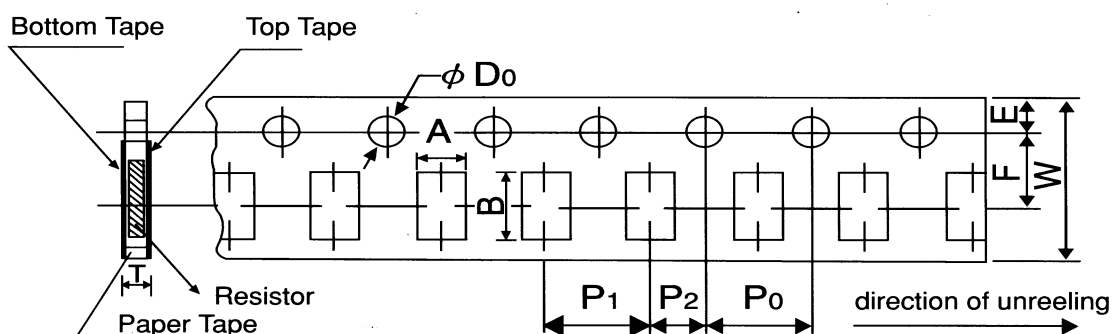 Bottom Tape
Top Tape
ϕ D0
A
B
E
F
W
T
Resistor
Paper Tape
P1
P2
P0
direction of unreeling